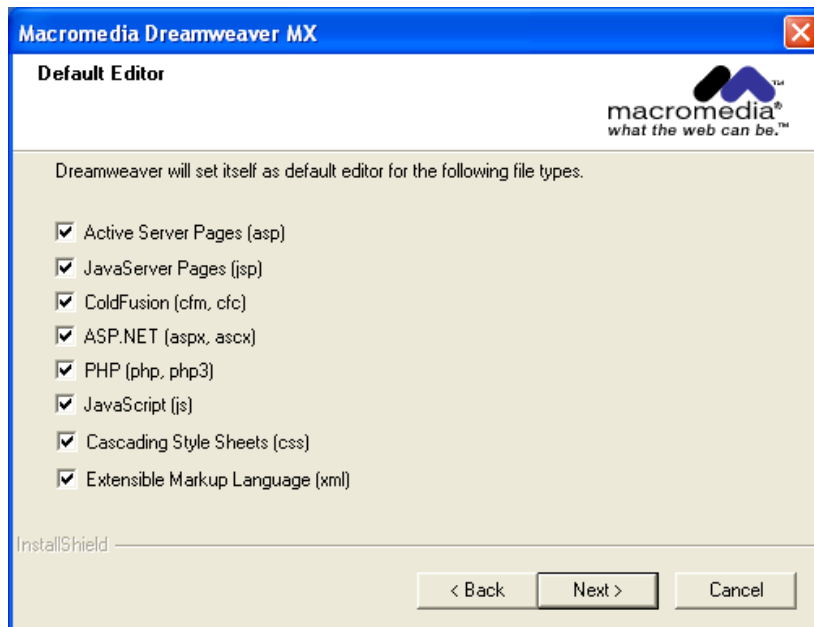 Macromedia Dreamweaver MX
Default Editor
macromedia®
what the web can be.™
Dreamweaver will set itself as default editor for the following file types.
Active Server Pages (asp)
JavaServer Pages (jsp)
ColdFusion (cfm, cfc)
ASP.NET (aspx, ascx)
PHP (php, php3)
JavaScript (js)
Cascading Style Sheets (css)
Extensible Markup Language (xml)
InstallShield
< Back Next > Cancel